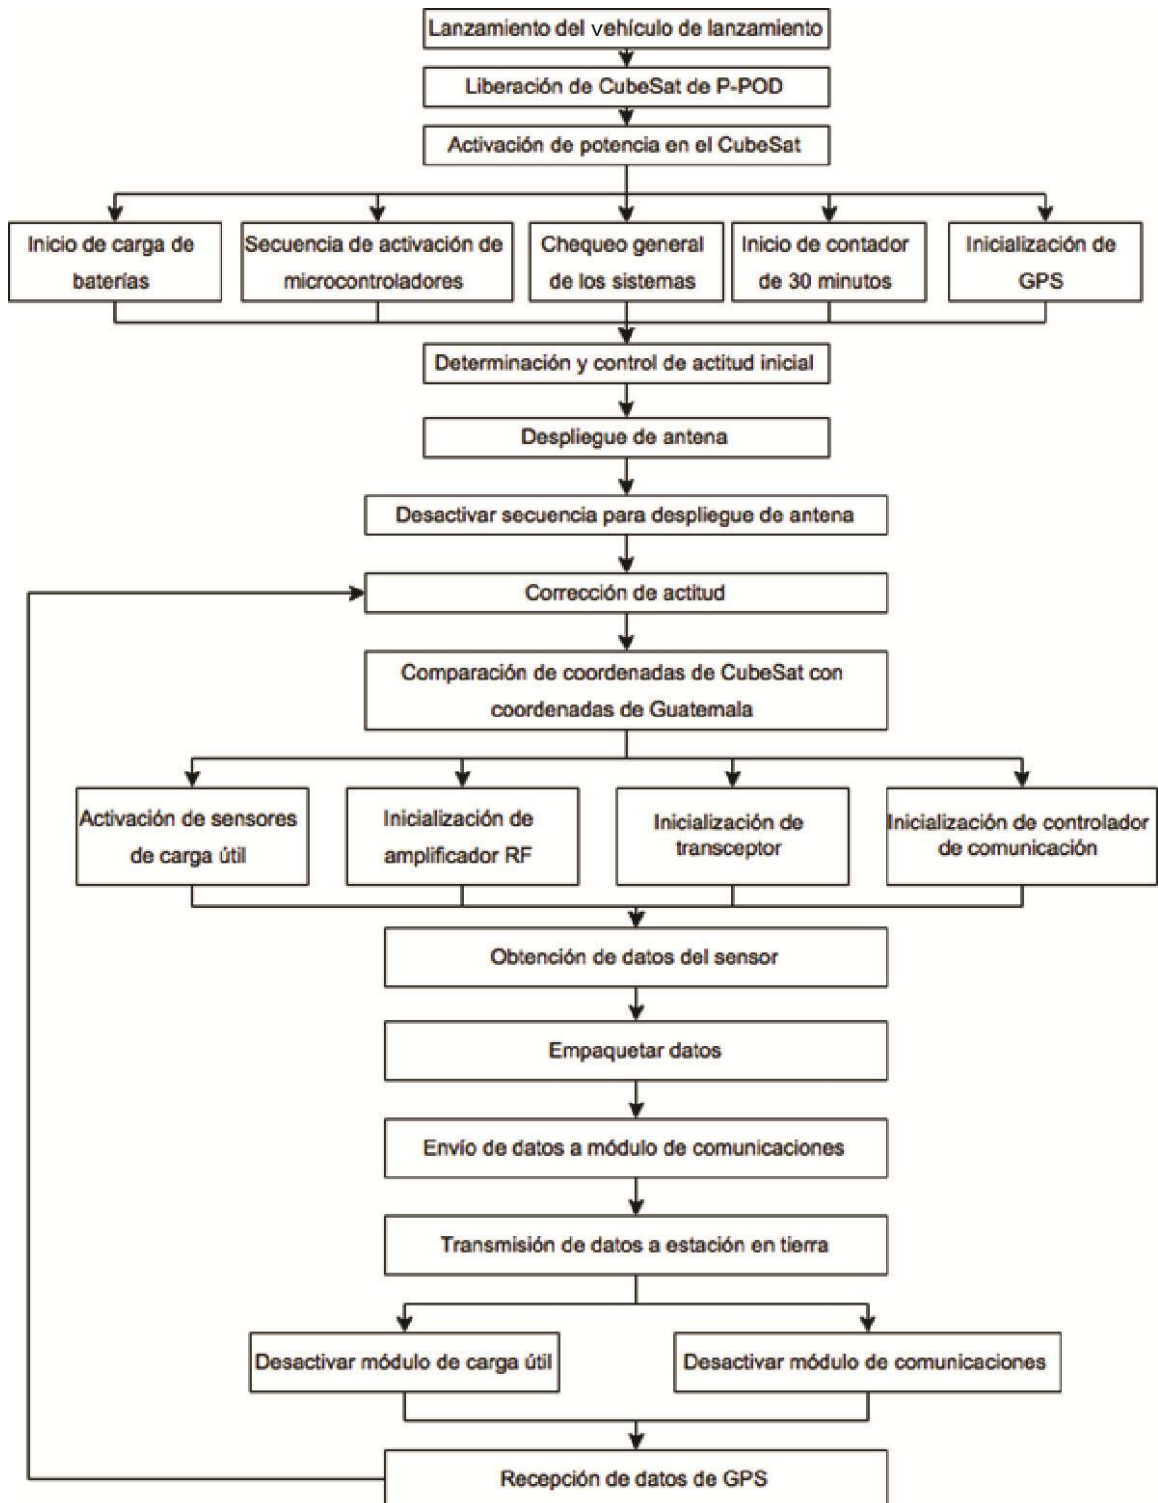 Lanzamiento del vehículo de lanzamiento
Liberación de CubeSat de P-POD
Activación de potencia en el CubeSat
Inicio de carga de
baterías
Secuencia de activación de
microcontroladores
Chequeo general
de los sistemas
Inicio de contador
de 30 minutos
Inicialización de
GPS
Determinación y control de actitud inicial
Despliegue de antena
Desactivar secuencia para despliegue de antena
Corrección de actitud
Comparación de coordenadas de CubeSat con
coordenadas de Guatemala
Activación de sensores
de carga útil
Inicialización de
amplificador RF
Inicialización de
transceptor
Inicialización de controlador
de comunicación
Obtención de datos del sensor
Empaquetar datos
Envío de datos a módulo de comunicaciones
Transmisión de datos a estación en tierra
Desactivar módulo de carga útil
Desactivar módulo de comunicaciones
Recepción de datos de GPS